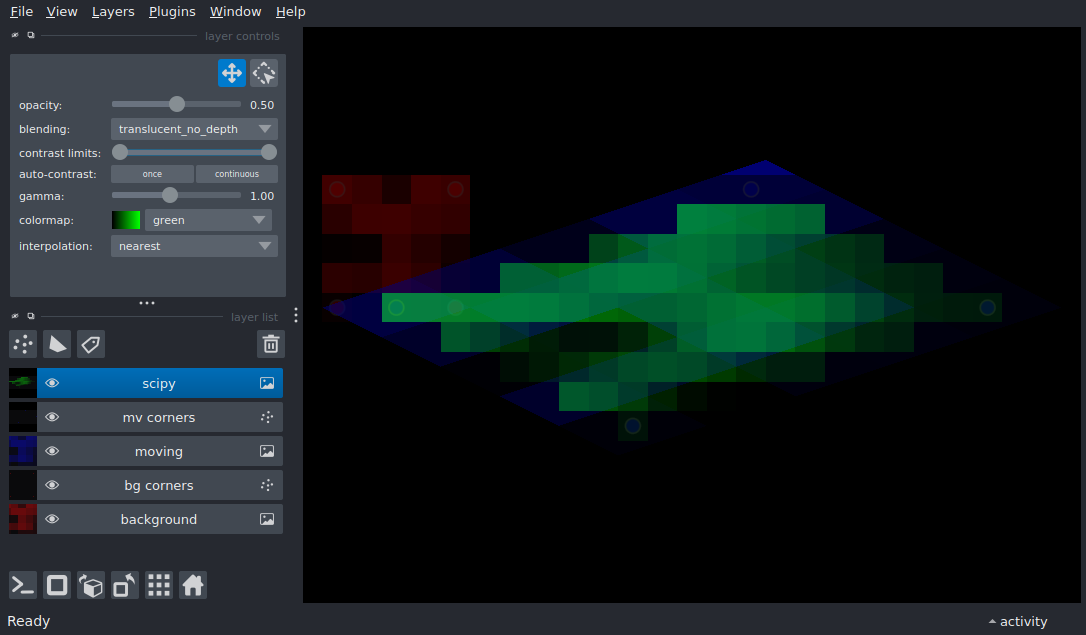 File View Layers Plugins Window Help
layer controls
opacity: 0.50
blending: translucent_no_depth
contrast limits:
auto-contrast: once continuous
gamma: 1.00
colormap: green
interpolation: nearest
layer list
scipy
mv corners
moving
bg corners
background
Ready activity